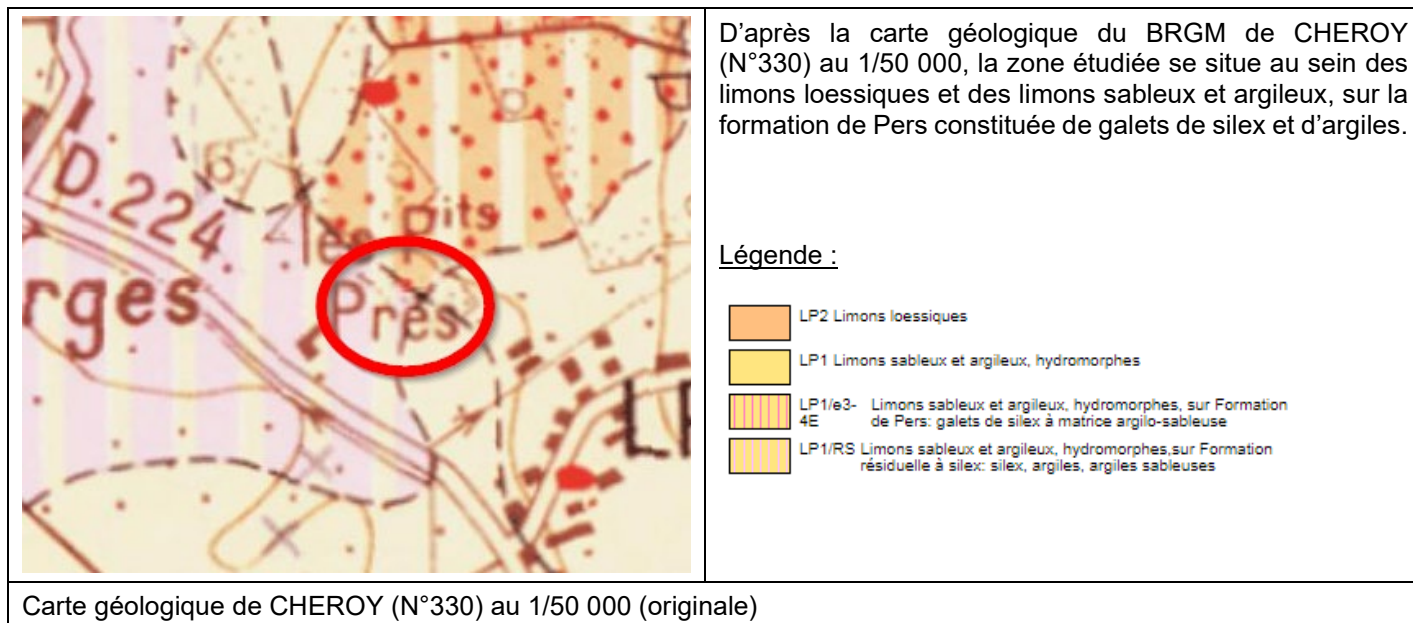 D.224
les Pits
Prés
rges
D'après la carte géologique du BRGM de CHEROY
(N°330) au 1/50 000, la zone étudiée se situe au sein des
limons loessiques et des limons sableux et argileux, sur la
formation de Pers constituée de galets de silex et d'argiles.
Légende :
LP2 Limons loessiques
LP1 Limons sableux et argileux, hydromorphes
LP1/e3- Limons sableux et argileux, hydromorphes, sur Formation
4E de Pers: galets de silex à matrice argilo-sableuse
LP1/RS Limons sableux et argileux, hydromorphes,sur Formation
résiduelle à silex: silex, argiles, argiles sableuses
Carte géologique de CHEROY (N°330) au 1/50 000 (originale)